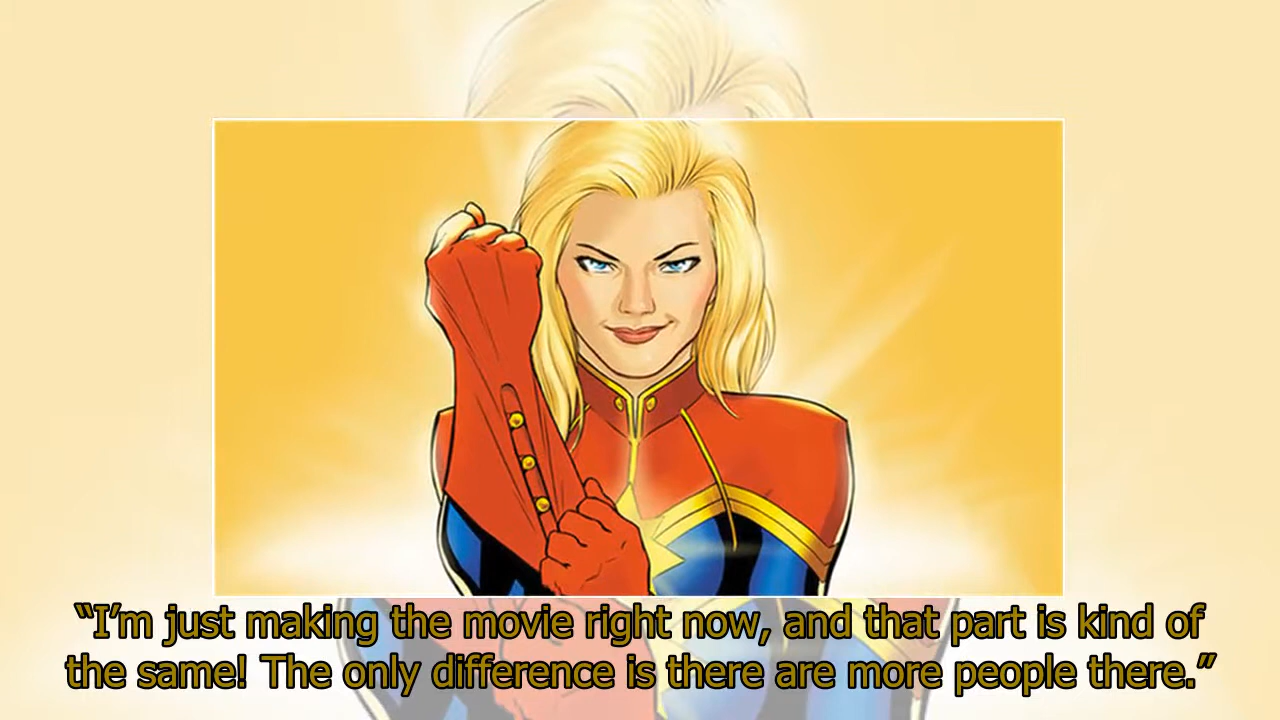 “I’m just making the movie right now, and that part is kind of
the same! The only difference is there are more people there.”